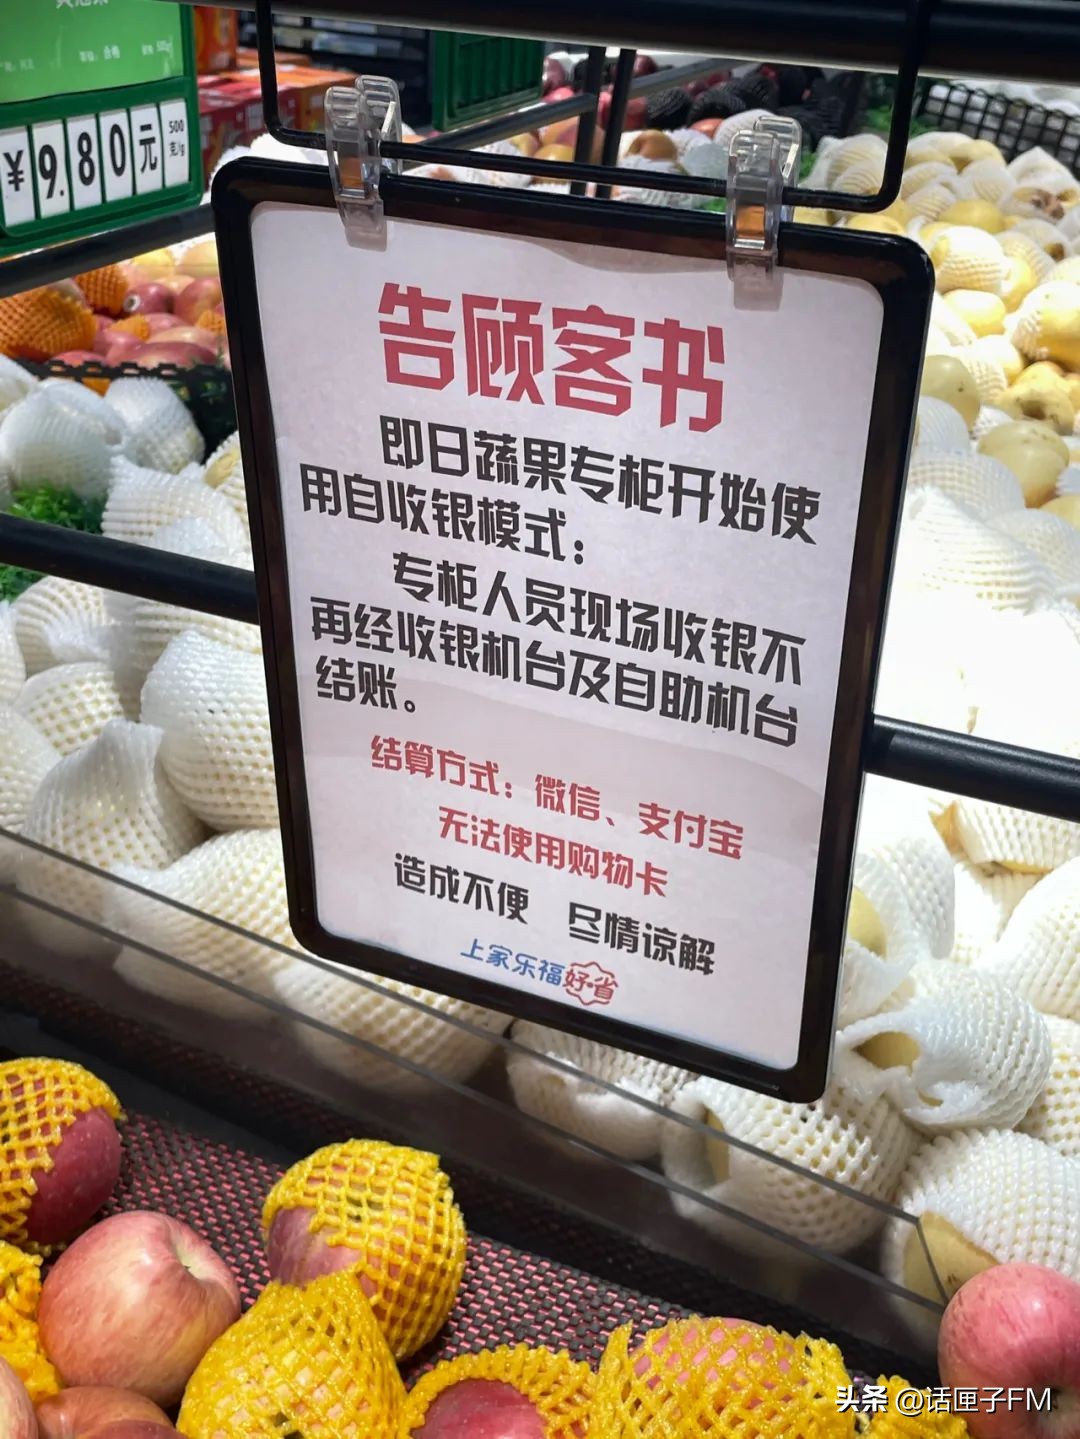 ¥9.80元
500
克/g
告顾客书
即日蔬果专柜开始使
用自收银模式：
专柜人员现场收银不
再经收银机台及自助机台
结账。
结算方式：微信、支付宝
无法使用购物卡
造成不便 尽情谅解
上家乐福好·省
头条 @话匣子FM